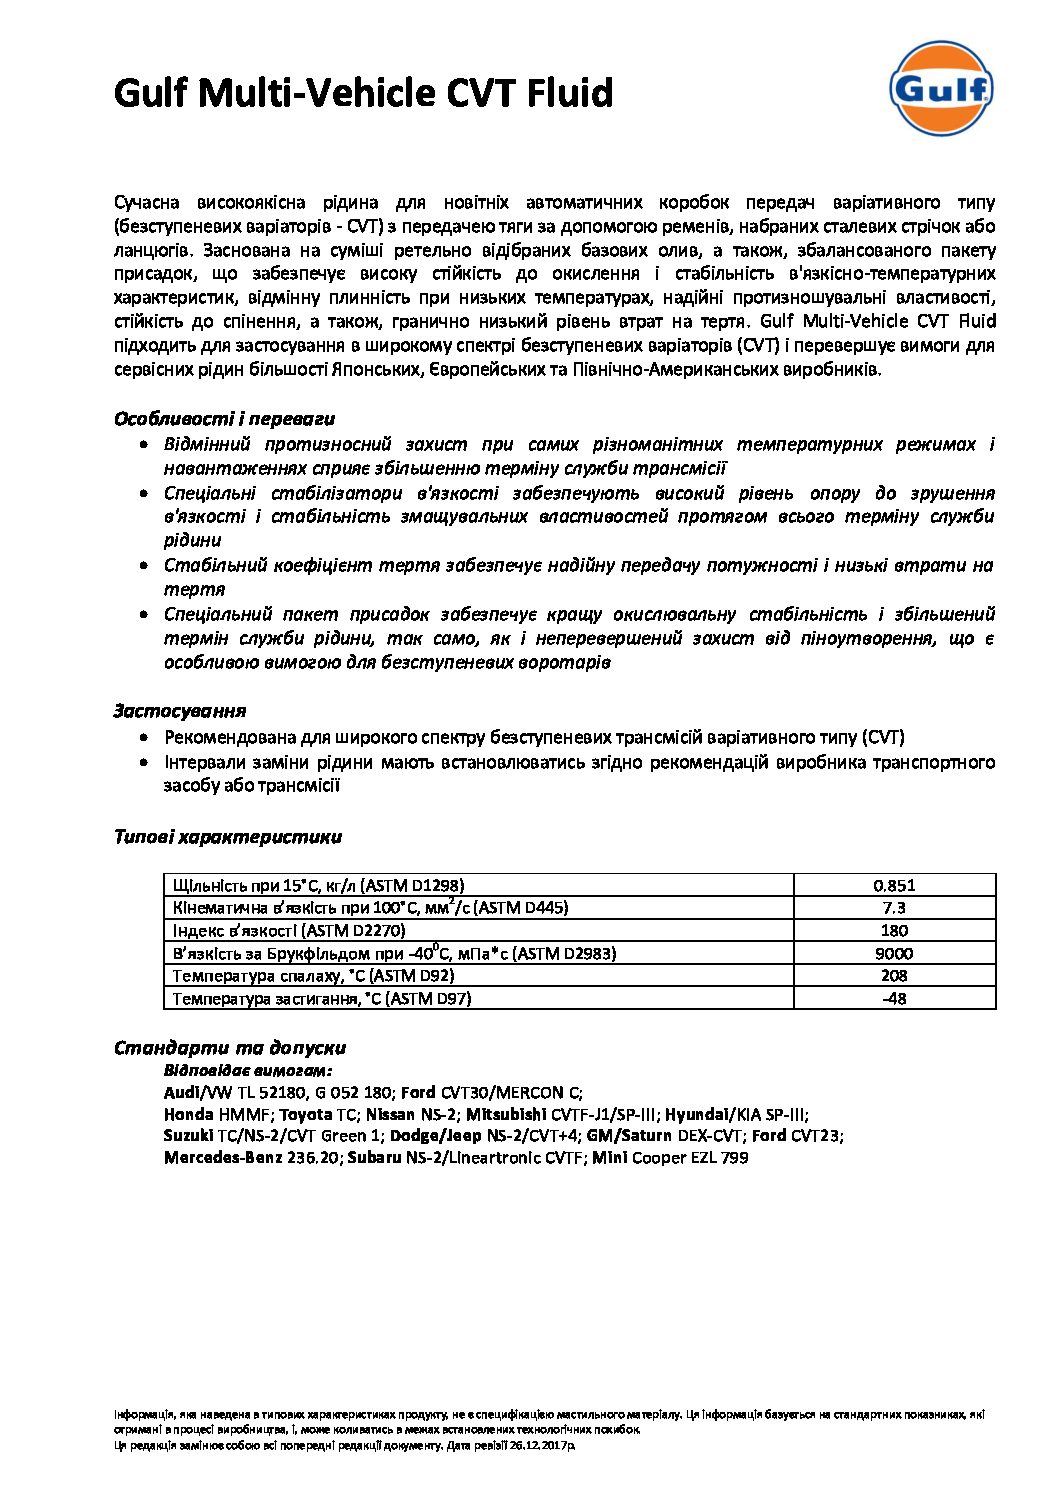 Gulf Multi-Vehicle CVT Fluid
Gulf
Сучасна високоякісна рідина для новітніх автоматичних коробок передач варіативного типу
(безступеневих варіаторів - CVT) з передачею тяги за допомогою ременів, набраних сталевих стрічок або
ланцюгів. Заснована на суміші ретельно відібраних базових олив, а також, збалансованого пакету
присадок, що забезпечує високу стійкість до окислення і стабільність в'язкісно-температурних
характеристик, відмінну плинність при низьких температурах, надійні протизношувальні властивості,
стійкість до спінення, а також, гранично низький рівень втрат на тертя. Gulf Multi-Vehicle CVT Fluid
підходить для застосування в широкому спектрі безступеневих варіаторів (CVT) і перевершує вимоги для
сервісних рідин більшості Японських, Європейських та Північно-Американських виробників.
Особливості і переваги
• Відмінний протизносний захист при самих різноманітних температурних режимах і
навантаженнях сприяє збільшенню терміну служби трансмісії
• Спеціальні стабілізатори в'язкості забезпечують високий рівень опору до зрушення
в'язкості і стабільність змащувальних властивостей протягом всього терміну служби
рідини
• Стабільний коефіцієнт тертя забезпечує надійну передачу потужності і низькі втрати на
тертя
• Спеціальний пакет присадок забезпечує кращу окислювальну стабільність і збільшений
термін служби рідини, так само, як і неперевершений захист від піноутворення, що є
особливою вимогою для безступеневих воротарів
Застосування
• Рекомендована для широкого спектру безступеневих трансмісій варіативного типу (CVT)
• Інтервали заміни рідини мають встановлюватись згідно рекомендацій виробника транспортного
засобу або трансмісії
Типові характеристики
Щільність при 15˚С, кг/л (ASTM D1298) 0.851
Кінематична в’язкість при 100˚С, мм²/с (ASTM D445) 7.3
Індекс в’язкості (ASTM D2270) 180
В’язкість за Брукфільдом при -40⁰С, мПа*с (ASTM D2983) 9000
Температура спалаху, ˚С (ASTM D92) 208
Температура застигання, ˚С (ASTM D97) -48
Стандарти та допуски
Відповідає вимогам:
Audi/VW TL 52180, G 052 180; Ford CVT30/MERCON C;
Honda HMMF; Toyota TC; Nissan NS-2; Mitsubishi CVTF-J1/SP-III; Hyundai/KIA SP-III;
Suzuki TC/NS-2/CVT Green 1; Dodge/Jeep NS-2/CVT+4; GM/Saturn DEX-CVT; Ford CVT23;
Mercedes-Benz 236.20; Subaru NS-2/Lineartronic CVTF; Mini Cooper EZL 799
Інформація, яка наведена в типових характеристиках продукту, не є специфікацією мастильного матеріалу. Ця інформація базується на стандартних показниках, які
отримані в процесі виробництва, і, може коливатись в межах встановлених технологічних похибок.
Ця редакція замінює собою всі попередні редакції документу. Дата ревізії 26.12.2017р.